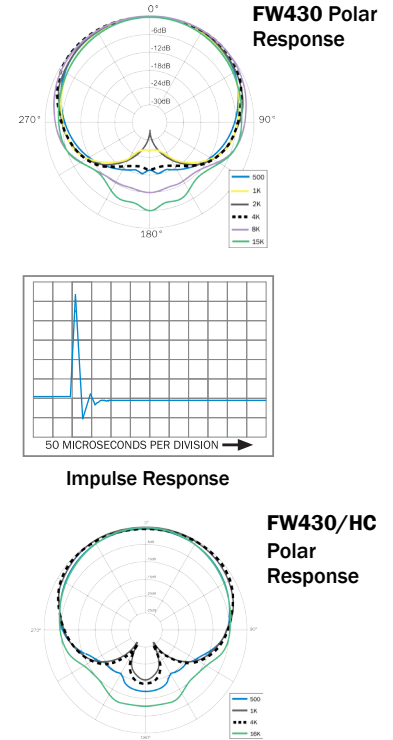 FW430 Polar
Response
0°
-6dB
-12dB
-18dB
-24dB
-30dB
270°
90°
180°
500
1K
2K
4K
8K
15K
50 MICROSECONDS PER DIVISION
Impulse Response
FW430/HC
Polar
Response
270°
90°
180°
500
1K
4K
16K